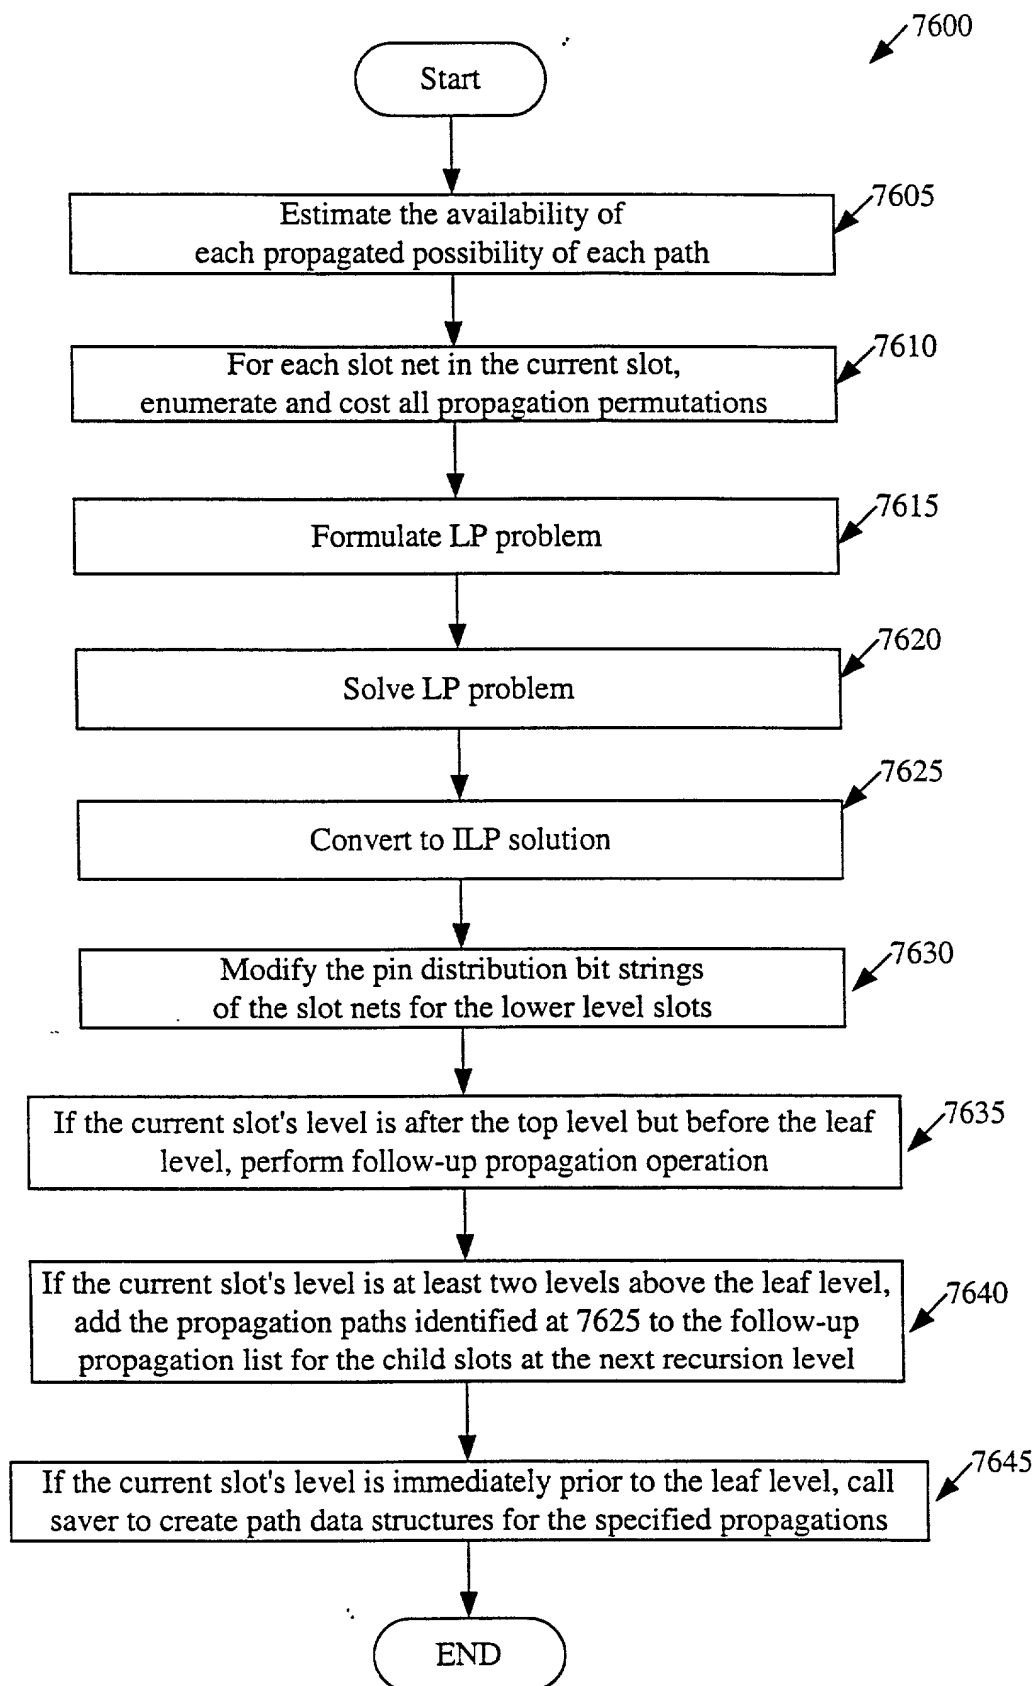 7600
Start
7605
Estimate the availability of
each propagated possibility of each path
7610
For each slot net in the current slot,
enumerate and cost all propagation permutations
7615
Formulate LP problem
7620
Solve LP problem
7625
Convert to ILP solution
7630
Modify the pin distribution bit strings
of the slot nets for the lower level slots
7635
If the current slot's level is after the top level but before the leaf
level, perform follow-up propagation operation
7640
If the current slot's level is at least two levels above the leaf level,
add the propagation paths identified at 7625 to the follow-up
propagation list for the child slots at the next recursion level
7645
If the current slot's level is immediately prior to the leaf level, call
saver to create path data structures for the specified propagations
END